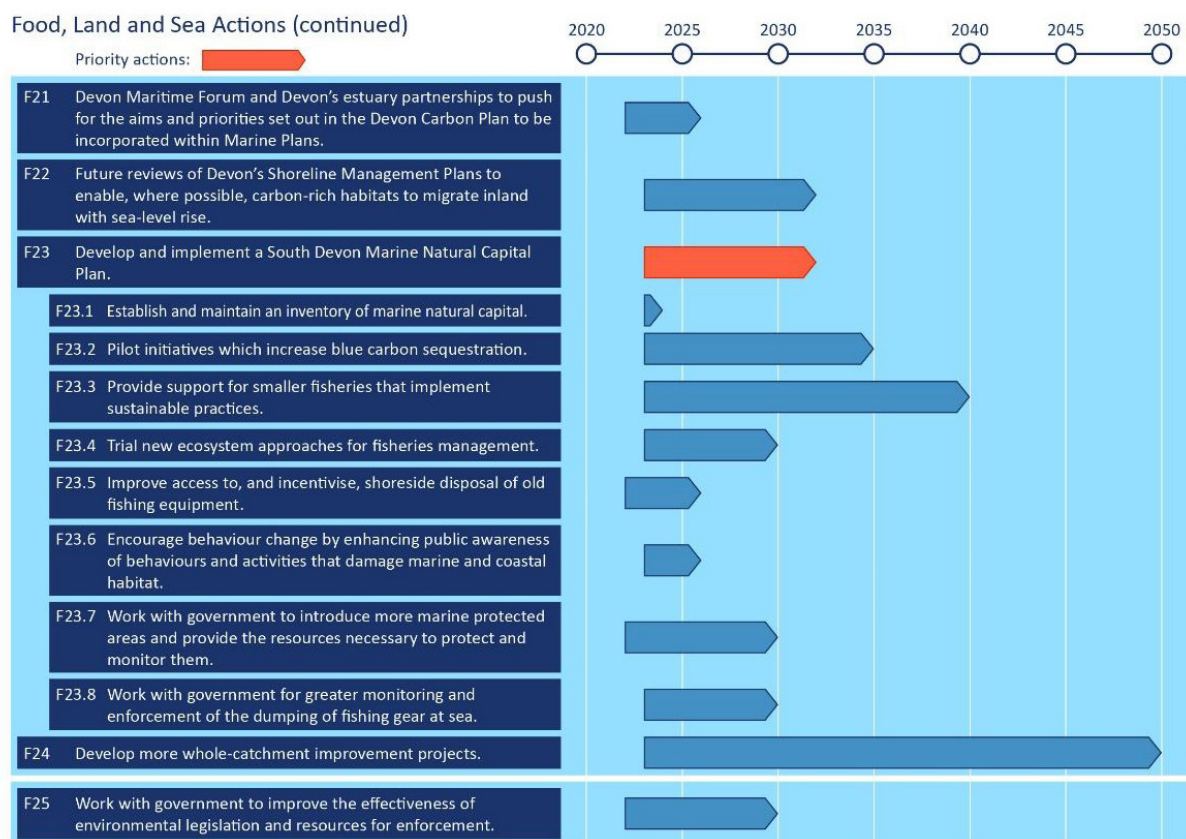 Food, Land and Sea Actions (continued)
Priority actions:
2020 2025 2030 2035 2040 2045 2050
F21 Devon Maritime Forum and Devon's estuary partnerships to push
for the aims and priorities set out in the Devon Carbon Plan to be
incorporated within Marine Plans.
F22 Future reviews of Devon's Shoreline Management Plans to
enable, where possible, carbon-rich habitats to migrate inland
with sea-level rise.
F23 Develop and implement a South Devon Marine Natural Capital
Plan.
F23.1 Establish and maintain an inventory of marine natural capital.
F23.2 Pilot initiatives which increase blue carbon sequestration.
F23.3 Provide support for smaller fisheries that implement
sustainable practices.
F23.4 Trial new ecosystem approaches for fisheries management.
F23.5 Improve access to, and incentivise, shoreside disposal of old
fishing equipment.
F23.6 Encourage behaviour change by enhancing public awareness
of behaviours and activities that damage marine and coastal
habitat.
F23.7 Work with government to introduce more marine protected
areas and provide the resources necessary to protect and
monitor them.
F23.8 Work with government for greater monitoring and
enforcement of the dumping of fishing gear at sea.
F24 Develop more whole-catchment improvement projects.
F25 Work with government to improve the effectiveness of
environmental legislation and resources for enforcement.